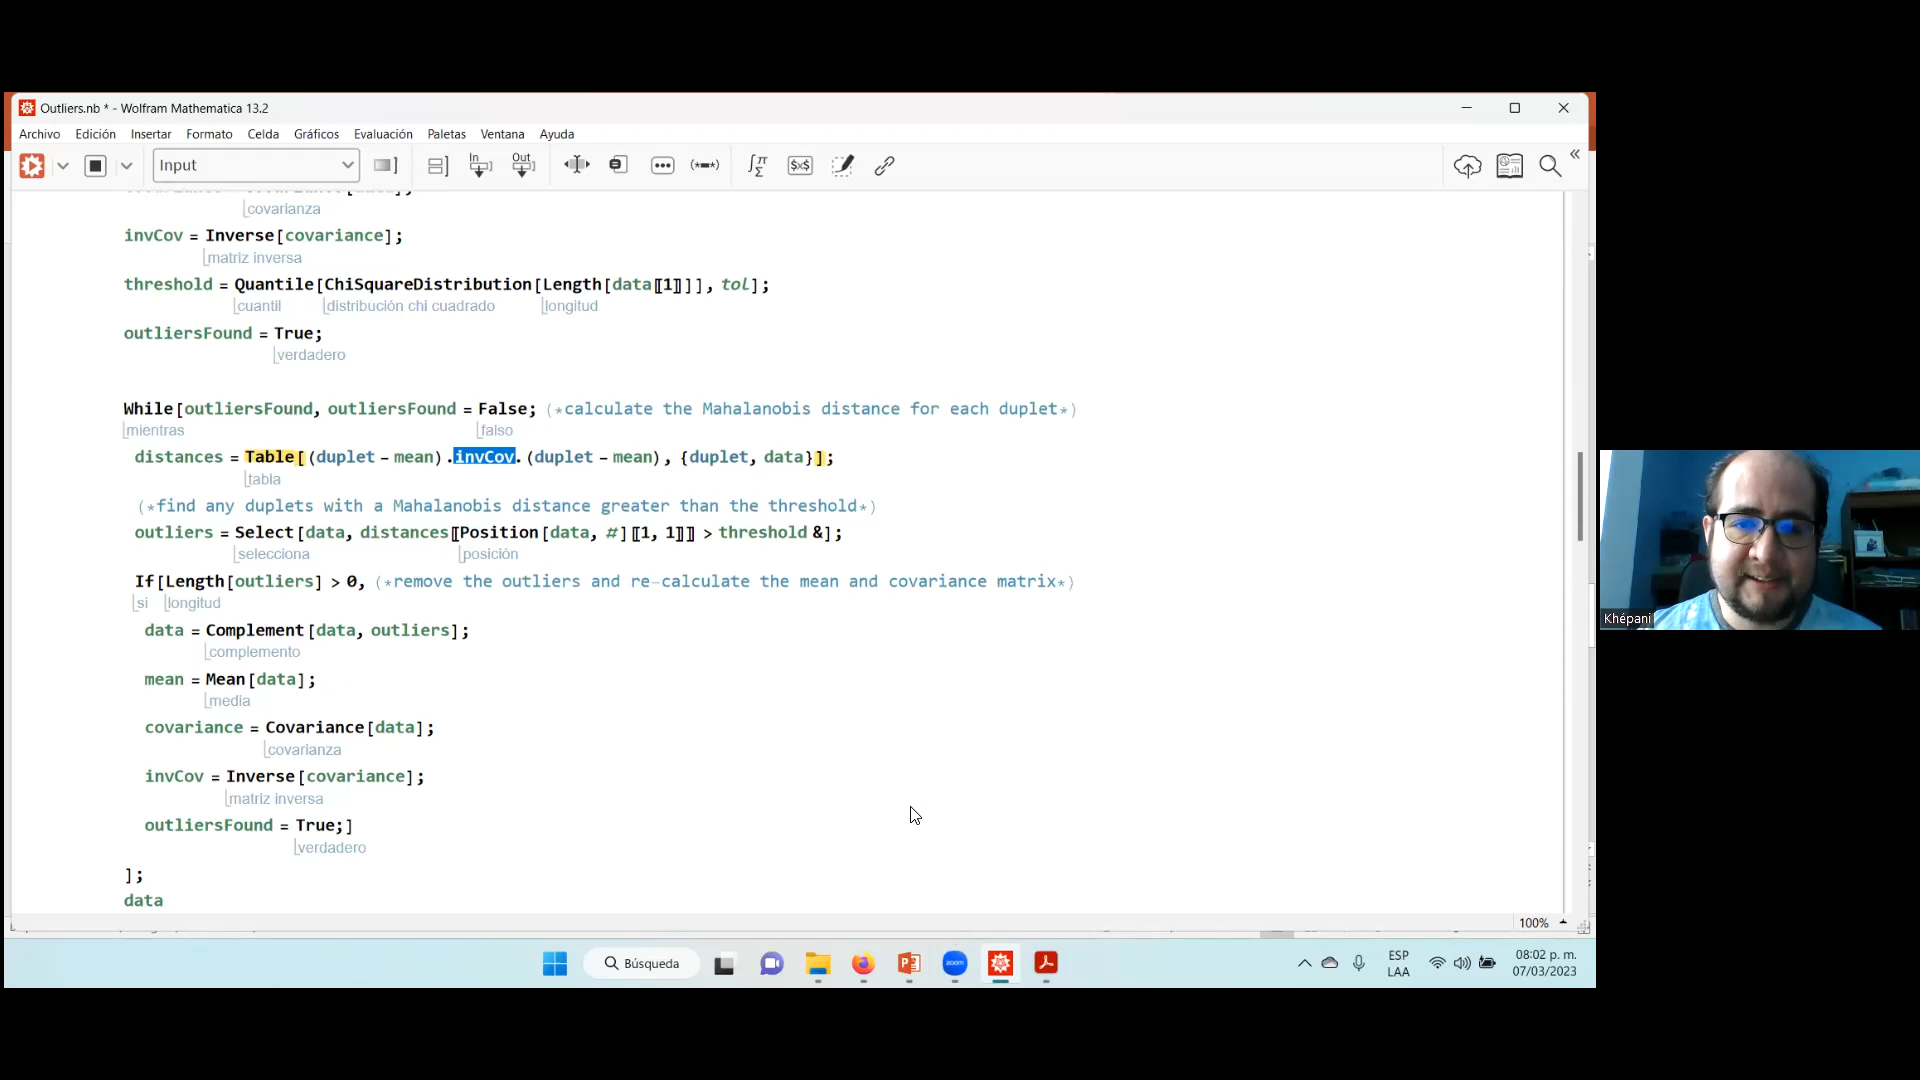 Outliers.nb * - Wolfram Mathematica 13.2
Archivo Edición Insertar Formato Celda Gráficos Evaluación Paletas Ventana Ayuda
Input In Out
covarianza
invCov = Inverse[covariance];
matriz inversa
threshold = Quantile[ChiSquareDistribution[Length[data〚1〛]], tol];
cuantil distribución chi cuadrado longitud
outliersFound = True;
verdadero
While[outliersFound, outliersFound = False; (*calculate the Mahalanobis distance for each duplet*)
mientras falso
distances = Table[(duplet - mean).invCov.(duplet - mean), {duplet, data}];
tabla
(*find any duplets with a Mahalanobis distance greater than the threshold*)
outliers = Select[data, distances〚Position[data, #]〚1, 1〛〛 > threshold &];
selecciona posición
If[Length[outliers] > 0, (*remove the outliers and re-calculate the mean and covariance matrix*)
si longitud
data = Complement[data, outliers];
complemento
mean = Mean[data];
media
covariance = Covariance[data];
covarianza
invCov = Inverse[covariance];
matriz inversa
outliersFound = True;]
verdadero
];
data
100%
Búsqueda
zoom
ESP
LAA
08:02 p. m.
07/03/2023
Khépani